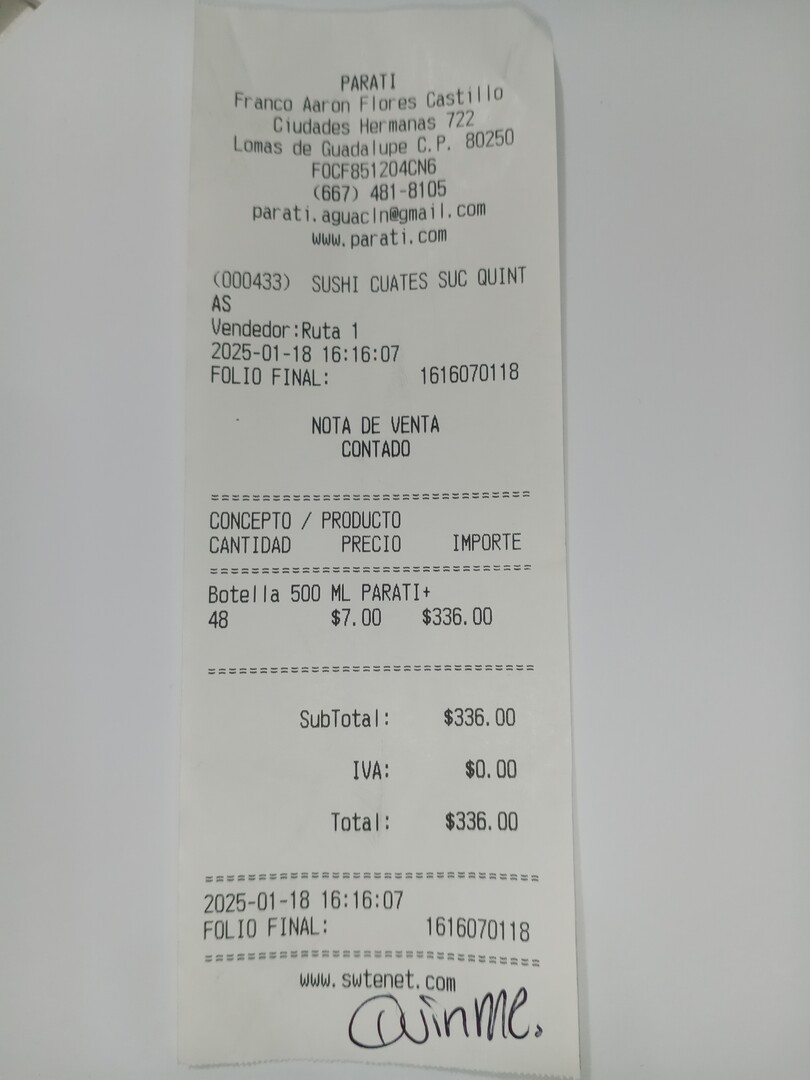 PARATI
Franco Aaron Flores Castillo
Ciudades Hermanas 722
Lomas de Guadalupe C.P. 80250
FOCF851204CN6
(667) 481-8105
parati.aguacln@gmail.com
www.parati.com
(000433) SUSHI CUATES SUC QUINT
AS
Vendedor:Ruta 1
2025-01-18 16:16:07
FOLIO FINAL: 1616070118
NOTA DE VENTA
CONTADO
================================
CONCEPTO / PRODUCTO
CANTIDAD PRECIO IMPORTE
================================
Botella 500 ML PARATI+
48 $7.00 $336.00
================================
SubTotal: $336.00
IVA: $0.00
Total: $336.00
================================
2025-01-18 16:16:07
FOLIO FINAL: 1616070118
================================
www.swtenet.com